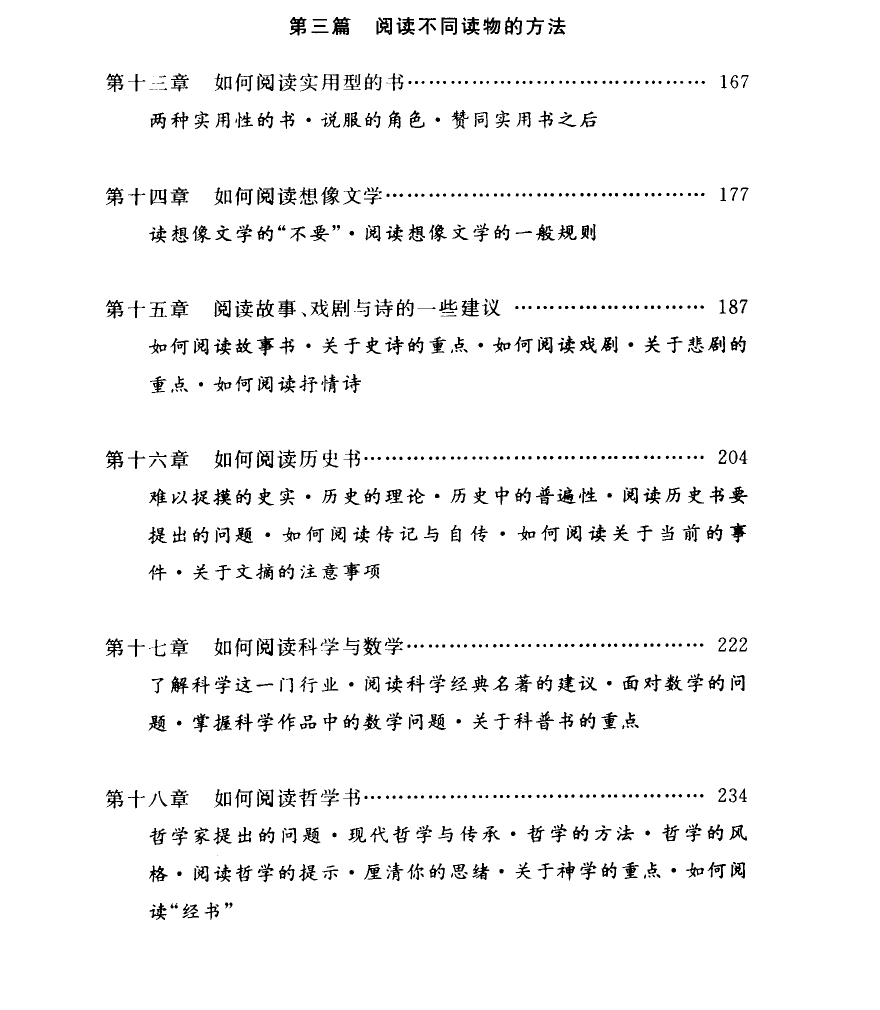 第三篇　阅读不同读物的方法
第十三章　如何阅读实用型的书…………………………………… 167
两种实用性的书·说服的角色·赞同实用书之后
第十四章　如何阅读想像文学……………………………………… 177
读想像文学的“不要”·阅读想像文学的一般规则
第十五章　阅读故事、戏剧与诗的一些建议 ……………………… 187
如何阅读故事书·关于史诗的重点·如何阅读戏剧·关于悲剧的
重点·如何阅读抒情诗
第十六章　如何阅读历史书………………………………………… 204
难以捉摸的史实·历史的理论·历史中的普遍性·阅读历史书要
提出的问题·如何阅读传记与自传·如何阅读关于当前的事
件·关于文摘的注意事项
第十七章　如何阅读科学与数学…………………………………… 222
了解科学这一门行业·阅读科学经典名著的建议·面对数学的问
题·掌握科学作品中的数学问题·关于科普书的重点
第十八章　如何阅读哲学书………………………………………… 234
哲学家提出的问题·现代哲学与传承·哲学的方法·哲学的风
格·阅读哲学的提示·厘清你的思绪·关于神学的重点·如何阅
读“经书”